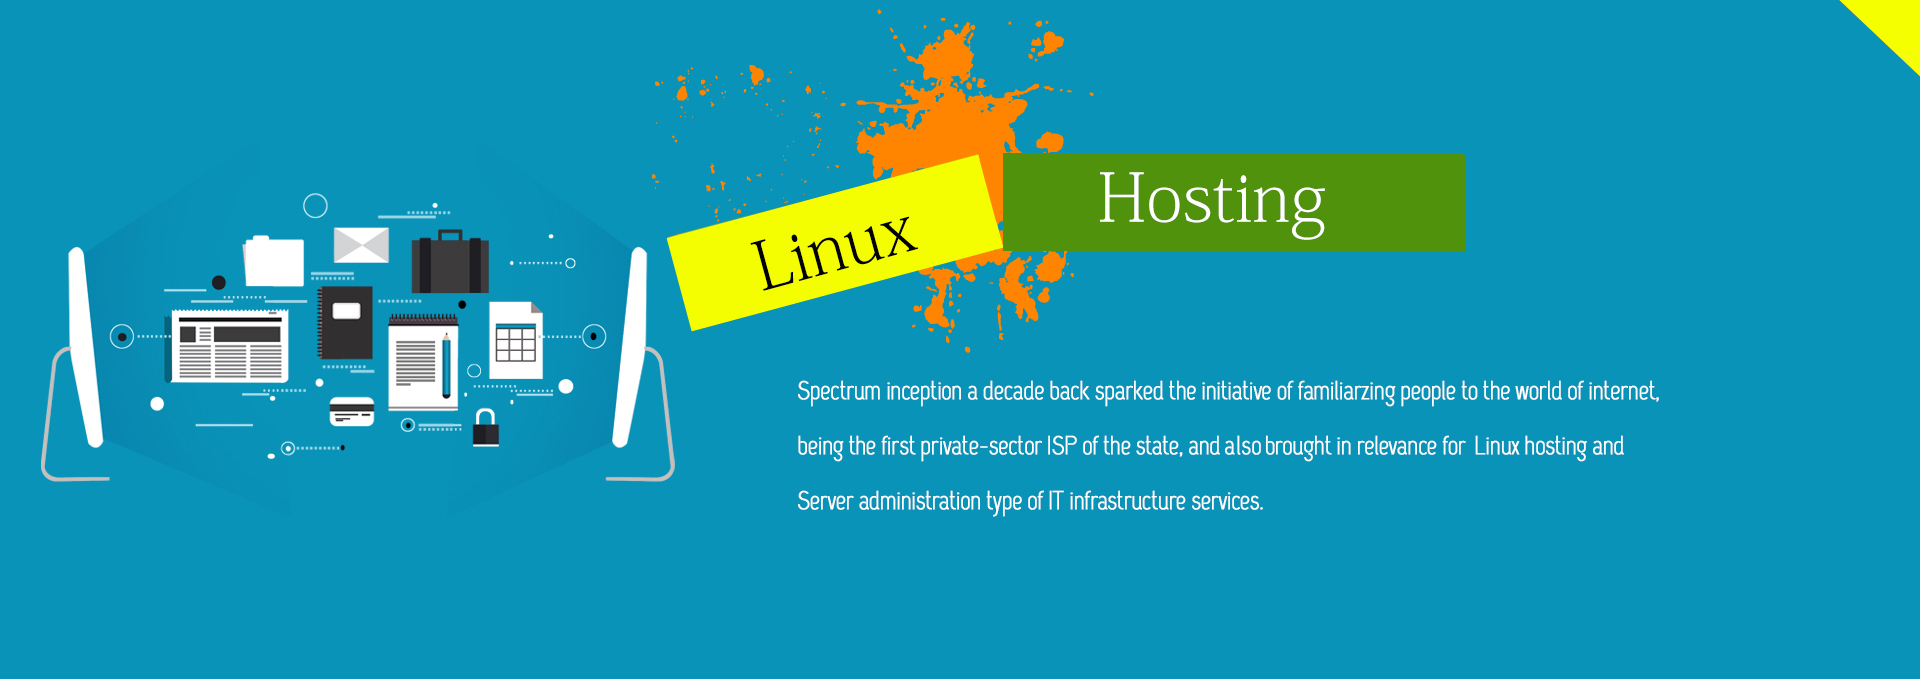 Linux
Hosting
Spectrum inception a decade back sparked the initiative of familiarzing people to the world of internet,
being the first private-sector ISP of the state, and also brought in relevance for Linux hosting and
Server administration type of IT infrastructure services.